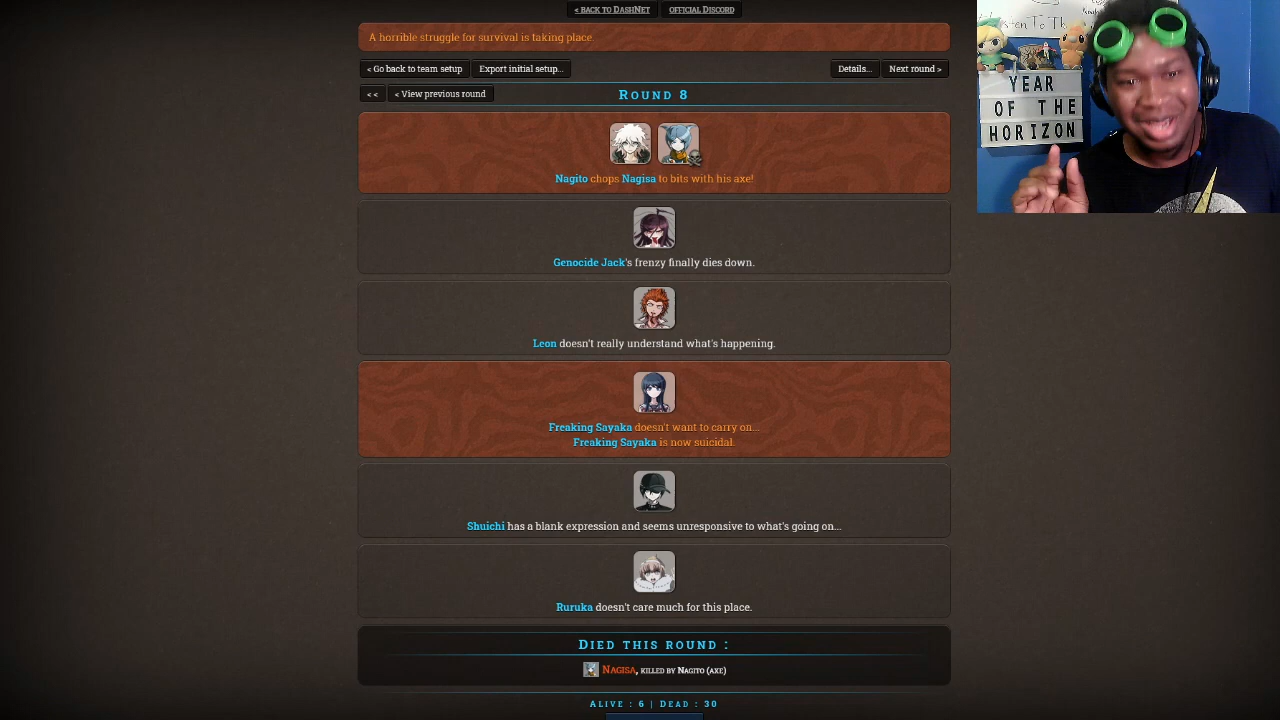 < BACK TO DASHNET
OFFICIAL DISCORD
A horrible struggle for survival is taking place.
< Go back to team setup
Export initial setup...
Details...
Next round >
< <
< View previous round
ROUND 8
Nagito chops Nagisa to bits with his axe!
Genocide Jack's frenzy finally dies down.
Leon doesn't really understand what's happening.
Freaking Sayaka doesn't want to carry on...
Freaking Sayaka is now suicidal.
Shuichi has a blank expression and seems unresponsive to what's going on...
Ruruka doesn't care much for this place.
DIED THIS ROUND :
NAGISA, KILLED BY NAGITO (AXE)
ALIVE : 6 | DEAD : 30
YEAR
OF THE
HORIZON